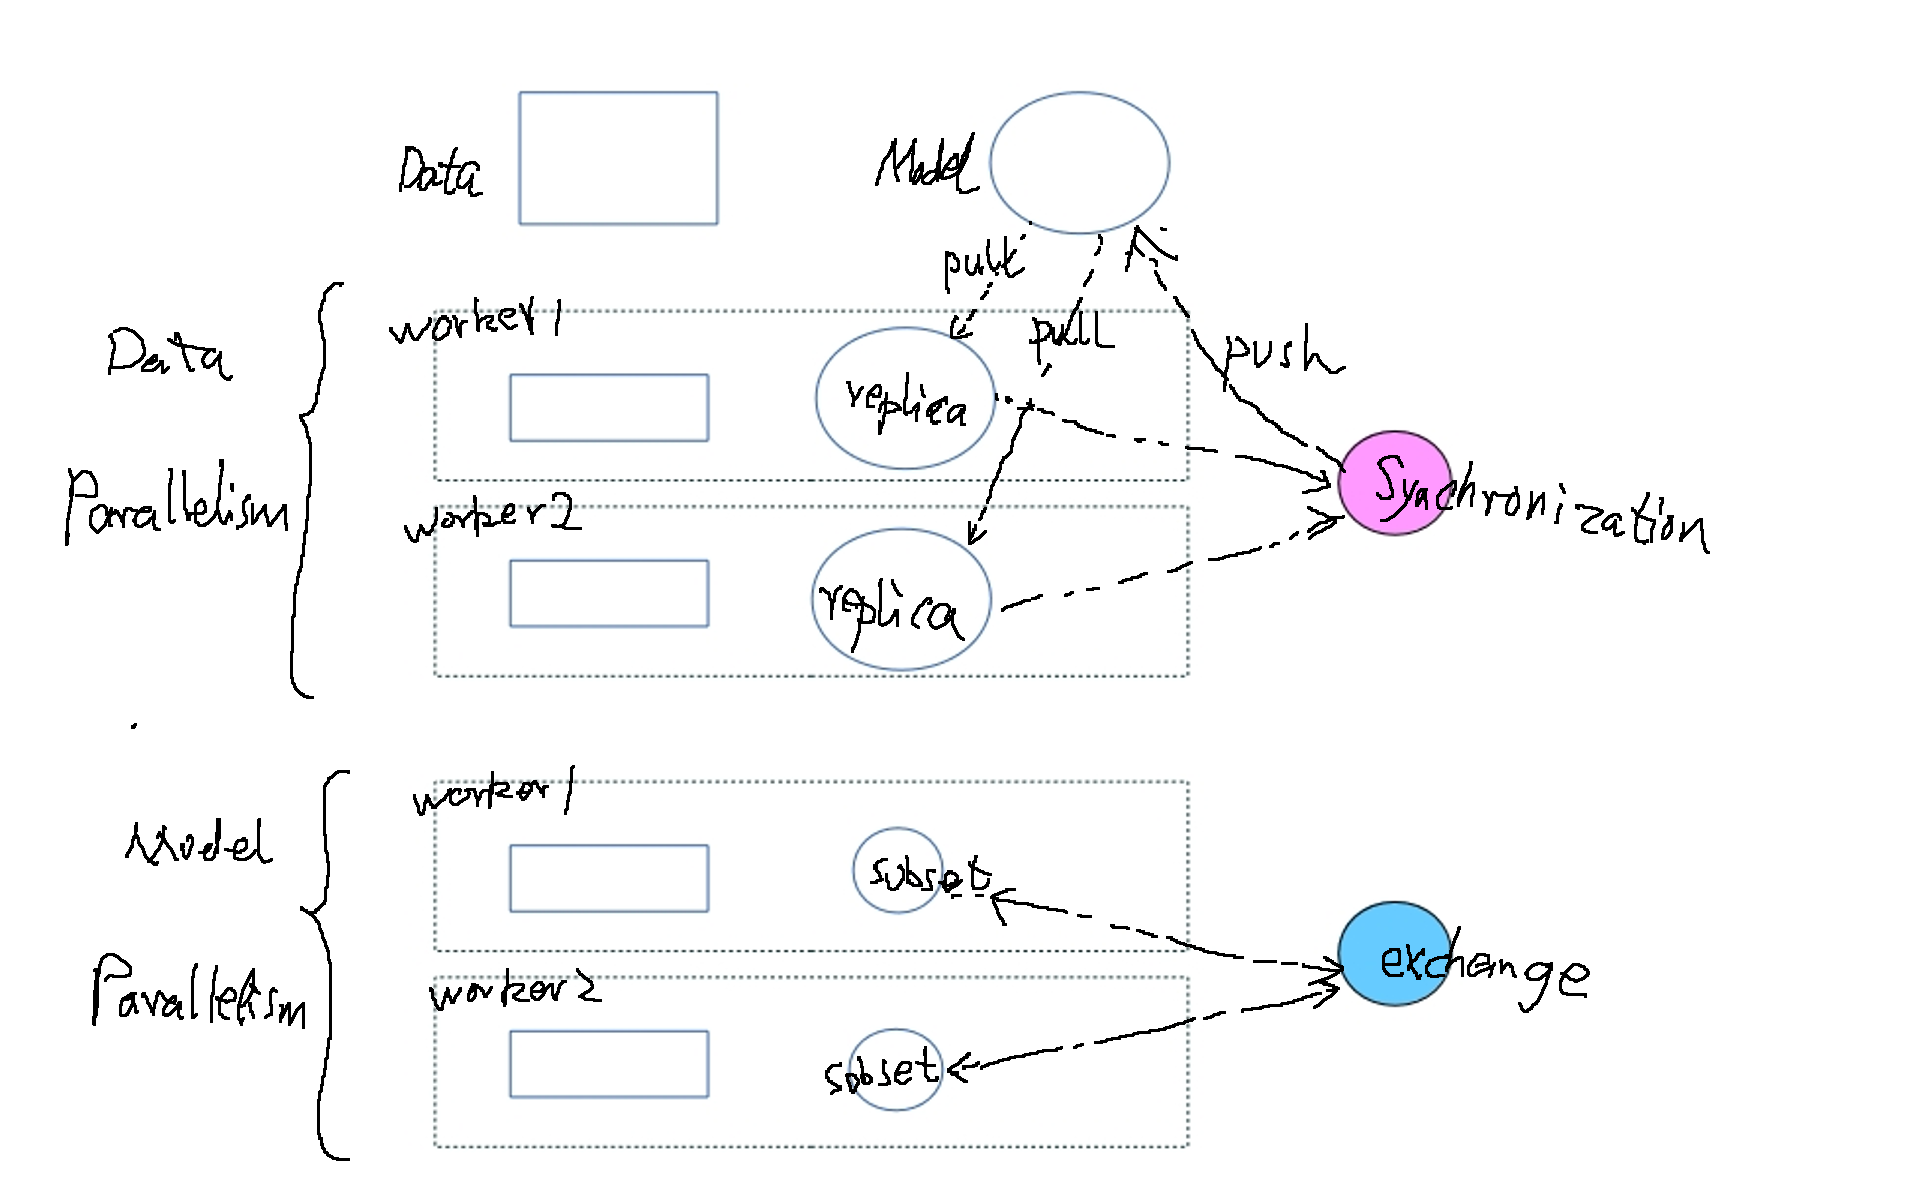 Data
Model
pull
worker1
pull
push
Data
replica
Parallelism
Synchronization
worker2
replica
worker1
Model
subset
Parallelism
exchange
worker2
subset